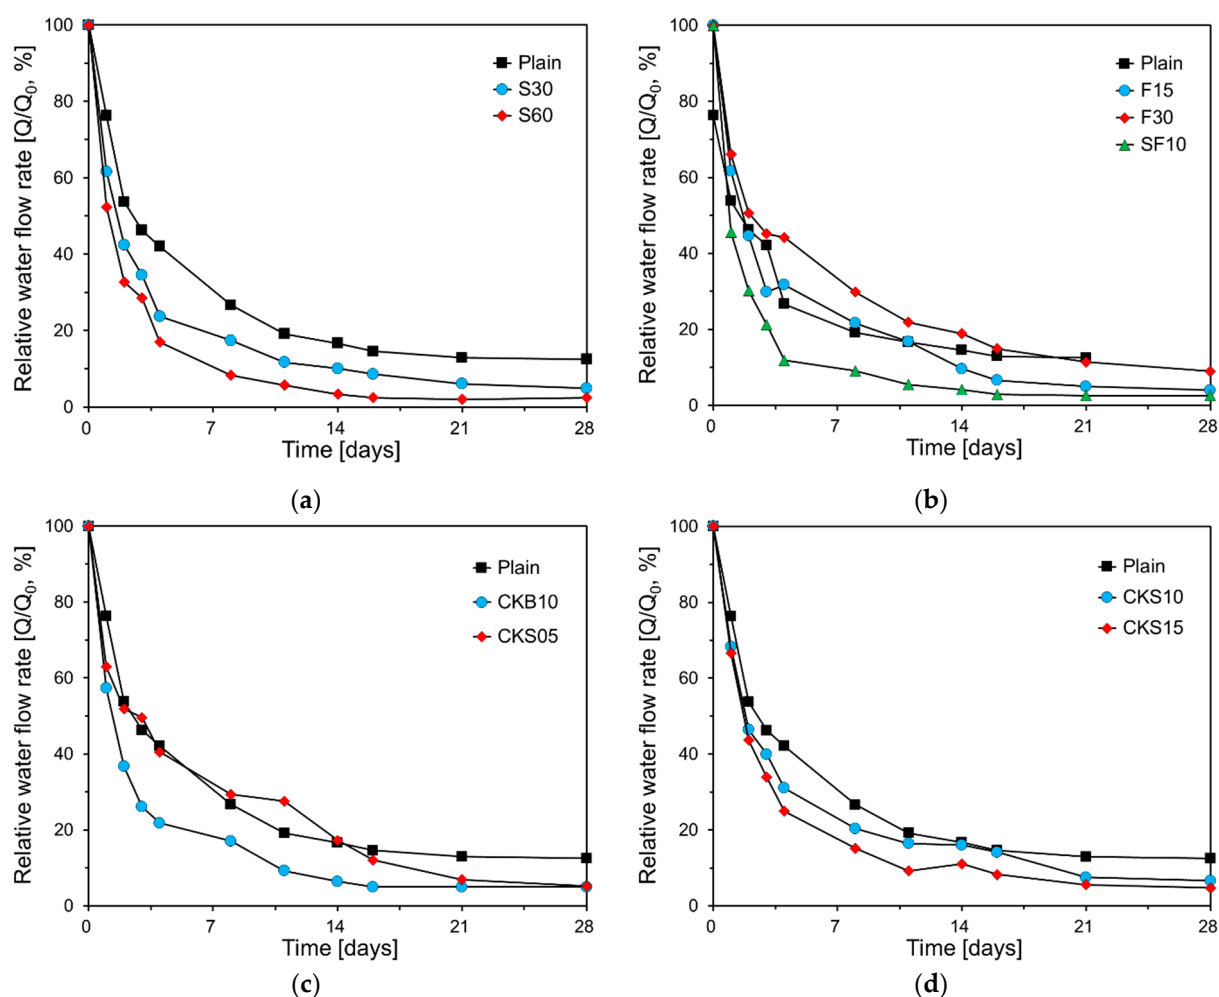 Relative water flow rate [Q/Q0, %]
100
80
60
40
20
0
Plain
S30
S60
0 7 14 21 28
Time [days]
(a)
Relative water flow rate [Q/Q0, %]
100
80
60
40
20
0
Plain
F15
F30
SF10
0 7 14 21 28
Time [days]
(b)
Relative water flow rate [Q/Q0, %]
100
80
60
40
20
0
Plain
CKB10
CKS05
0 7 14 21 28
Time [days]
(c)
Relative water flow rate [Q/Q0, %]
100
80
60
40
20
0
Plain
CKS10
CKS15
0 7 14 21 28
Time [days]
(d)